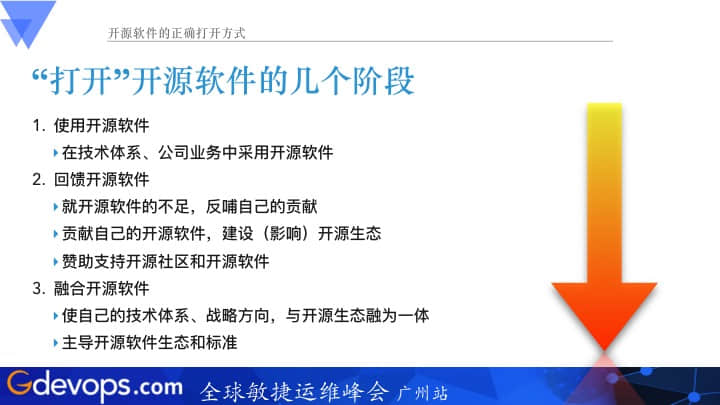 开源软件的正确打开方式
“打开”开源软件的几个阶段
1. 使用开源软件
在技术体系、公司业务中采用开源软件
2. 回馈开源软件
就开源软件的不足，反哺自己的贡献
贡献自己的开源软件，建设（影响）开源生态
赞助支持开源社区和开源软件
3. 融合开源软件
使自己的技术体系、战略方向，与开源生态融为一体
主导开源软件生态和标准
Gdevops.com 全球敏捷运维峰会 广州站